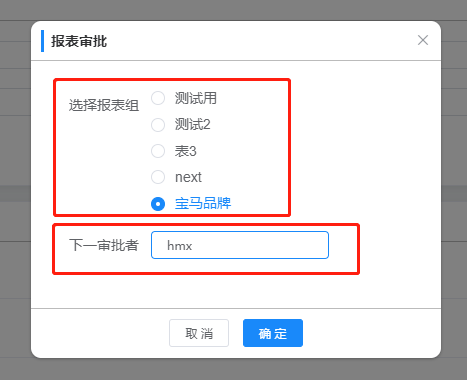 报表审批
选择报表组
测试用
测试2
表3
next
宝马品牌
下一审批者
hmx
取消
确定